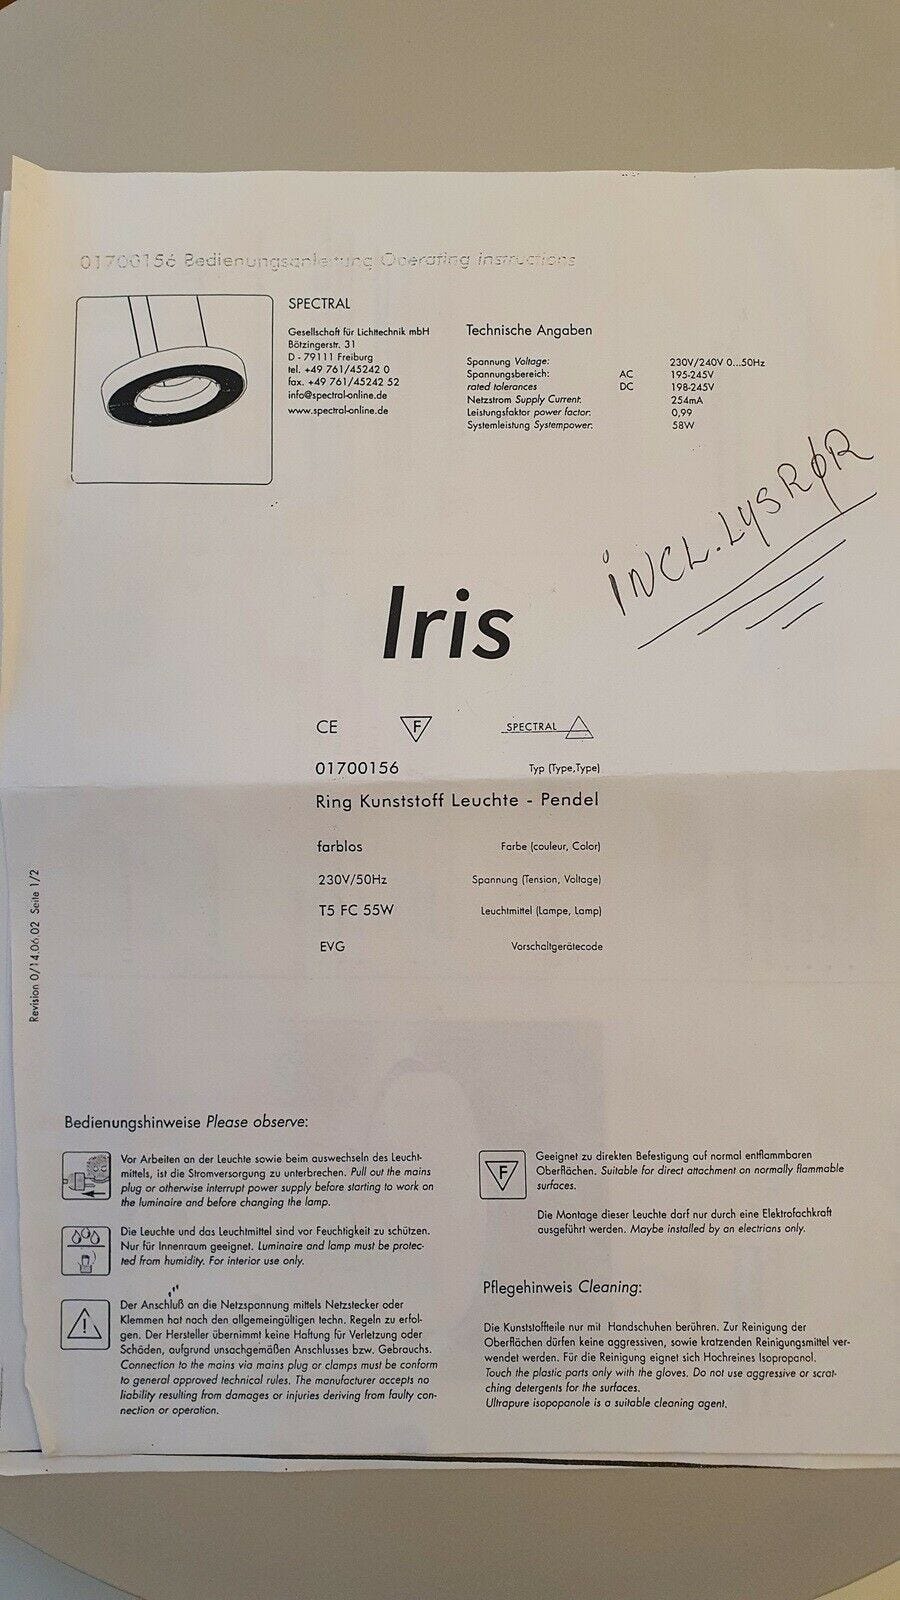 01700156 Bedienungsanleitung Operating instructions
SPECTRAL
Gesellschaft für Lichttechnik mbH
Bötzingerstr. 31
D - 79111 Freiburg
tel. +49 761/45242 0
fax. +49 761/45242 52
info@spectral-online.de
www.spectral-online.de
Technische Angaben
Spannung Voltage: 230V/240V 0...50Hz
Spannungsbereich: AC 195-245V
rated tolerances DC 198-245V
Netzstrom Supply Current: 254mA
Leistungsfaktor power factor: 0,99
Systemleistung Systempower: 58W
INCL. LYSRØR
Iris
CE F SPECTRAL
01700156 Typ (Type,Type)
Ring Kunststoff Leuchte - Pendel
farblos Farbe (couleur, Color)
230V/50Hz Spannung (Tension, Voltage)
T5 FC 55W Leuchtmittel (Lampe, Lamp)
EVG Vorschaltgerätecode
Revision 0/14.06.02 Seite 1/2
Bedienungshinweise Please observe:
Vor Arbeiten an der Leuchte sowie beim auswechseln des Leucht-
mittels, ist die Stromversorgung zu unterbrechen. Pull out the mains
plug or otherwise interrupt power supply before starting to work on
the luminaire and before changing the lamp.
Die Leuchte und das Leuchtmittel sind vor Feuchtigkeit zu schützen.
Nur für Innenraum geeignet. Luminaire and lamp must be protec-
ted from humidity. For interior use only.
Der Anschluß an die Netzspannung mittels Netzstecker oder
Klemmen hat nach den allgemeingültigen techn. Regeln zu erfol-
gen. Der Hersteller übernimmt keine Haftung für Verletzung oder
Schäden, aufgrund unsachgemäßen Anschlusses bzw. Gebrauchs.
Connection to the mains via mains plug or clamps must be conform
to general approved technical rules. The manufacturer accepts no
liability resulting from damages or injuries deriving from faulty con-
nection or operation.
F
Geeignet zu direkten Befestigung auf normal entflammbaren
Oberflächen. Suitable for direct attachment on normally flammable
surfaces.
Die Montage dieser Leuchte darf nur durch eine Elektrofachkraft
ausgeführt werden. Maybe installed by an electrians only.
Pflegehinweis Cleaning:
Die Kunststoffteile nur mit Handschuhen berühren. Zur Reinigung der
Oberflächen dürfen keine aggressiven, sowie kratzenden Reinigungsmittel ver-
wendet werden. Für die Reinigung eignet sich Hochreines Isopropanol.
Touch the plastic parts only with the gloves. Do not use aggressive or scrat-
ching detergents for the surfaces.
Ultrapure isopopanole is a suitable cleaning agent.